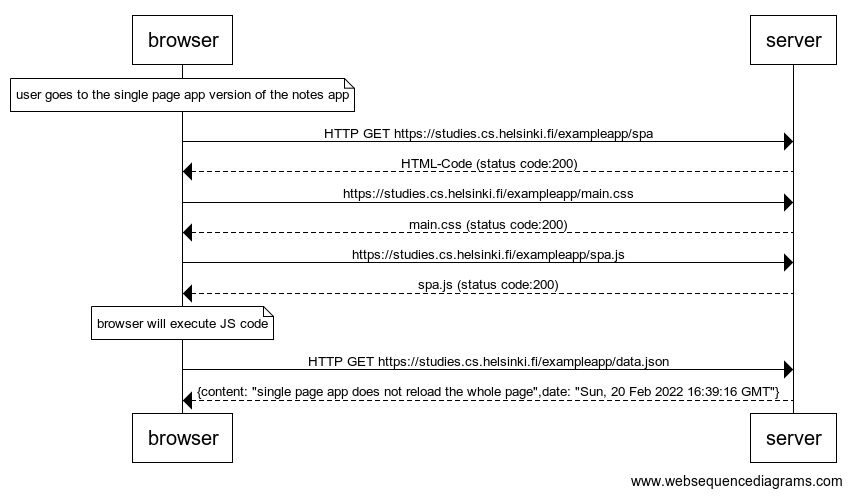 browser
server
user goes to the single page app version of the notes app
HTTP GET https://studies.cs.helsinki.fi/exampleapp/spa
HTML-Code (status code:200)
https://studies.cs.helsinki.fi/exampleapp/main.css
main.css (status code:200)
https://studies.cs.helsinki.fi/exampleapp/spa.js
spa.js (status code:200)
browser will execute JS code
HTTP GET https://studies.cs.helsinki.fi/exampleapp/data.json
{content: "single page app does not reload the whole page",date: "Sun, 20 Feb 2022 16:39:16 GMT"}
browser
server
www.websequencediagrams.com